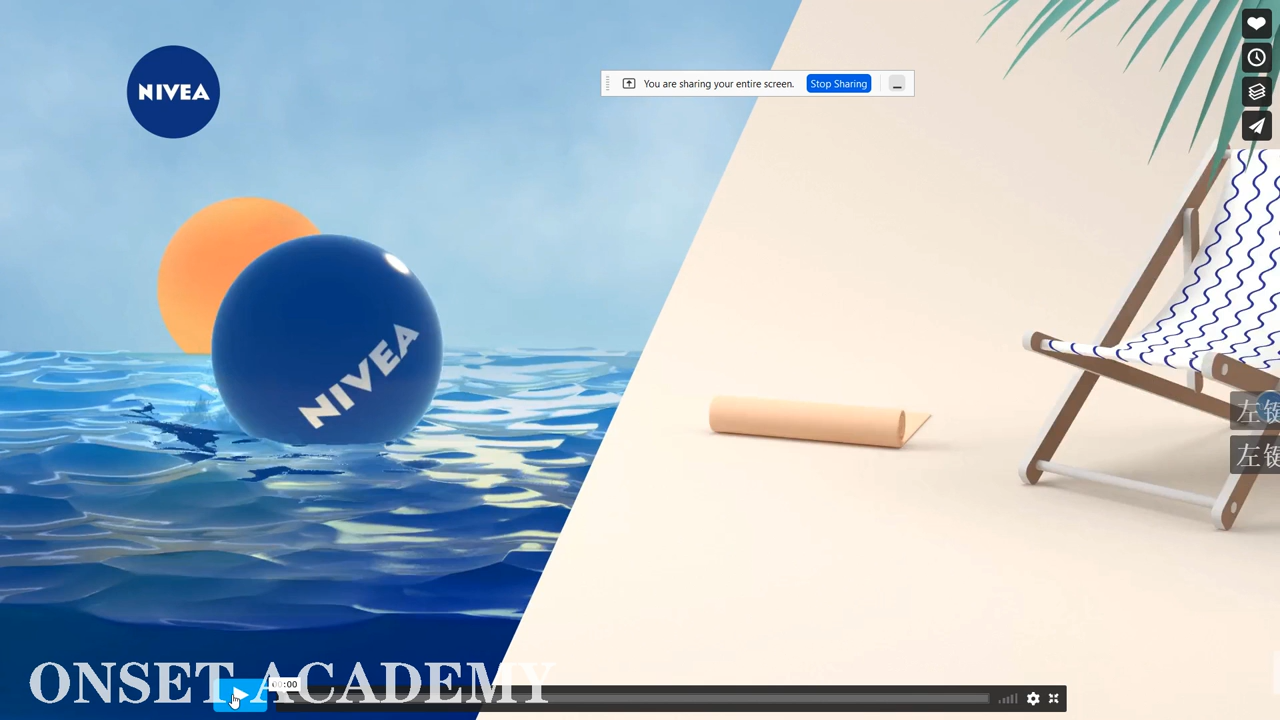 NIVEA
You are sharing your entire screen.
Stop Sharing
NIVEA
左键
左键
ONSET ACADEMY
00:00